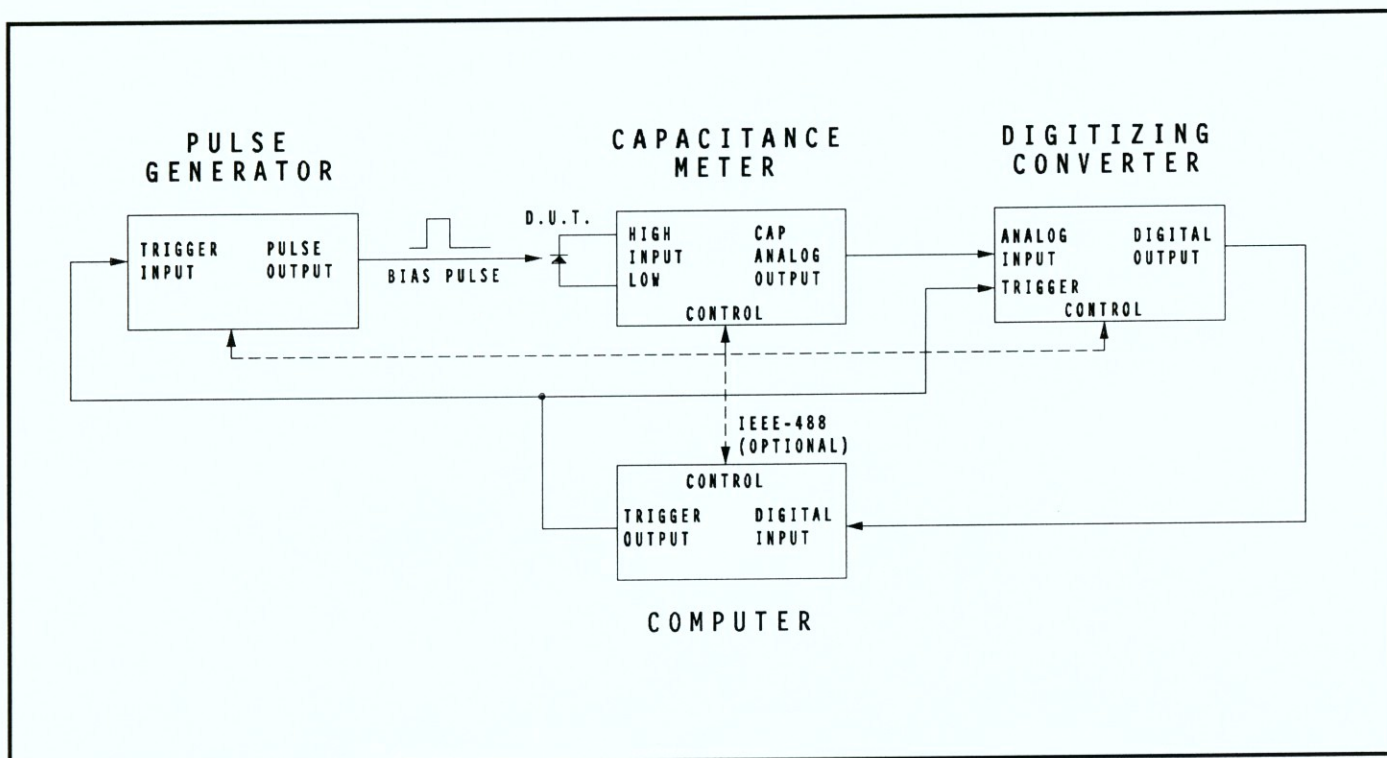 PULSE
GENERATOR
CAPACITANCE
METER
DIGITIZING
CONVERTER
TRIGGER
INPUT
PULSE
OUTPUT
BIAS PULSE
D.U.T.
HIGH
INPUT
LOW
CAP
ANALOG
OUTPUT
CONTROL
ANALOG
INPUT
TRIGGER
DIGITAL
OUTPUT
CONTROL
IEEE-488
(OPTIONAL)
CONTROL
TRIGGER
OUTPUT
DIGITAL
INPUT
COMPUTER